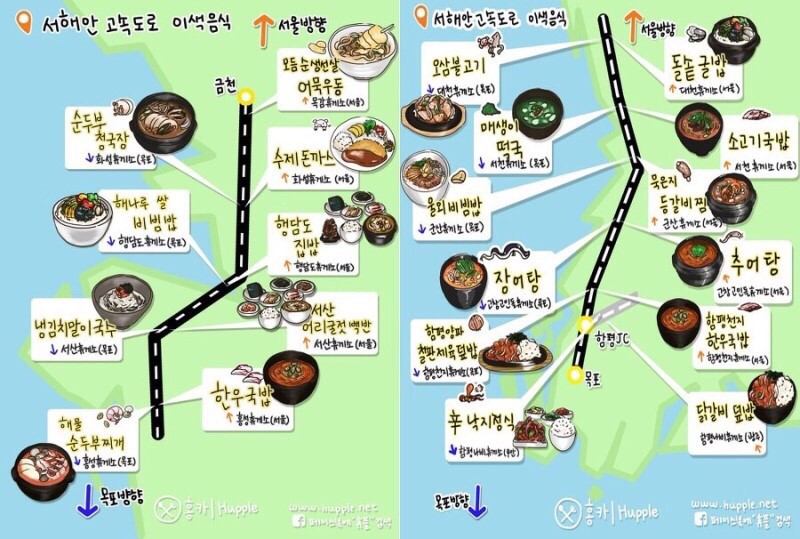 서해안 고속도로 이색음식
서울방향
금천
오동순생선살
어묵우동
목감휴게소(서울)
순두부
청국장
화성휴게소(목포)
수제돈까스
화성휴게소(서울)
해나루 쌀
비빔밥
행담도휴게소(목포)
해담도
집밥
행담도휴게소(서울)
냉김치말이국수
서산휴게소(목포)
서산
어리굴젓백반
서산휴게소(서울)
한우국밥
홍성휴게소(서울)
해물
순두부찌개
홍성휴게소(목포)
목포방향
홍카|Hupple
www.hupple.net
페이스북에"휴플"검색
서해안고속도로 이색음식
서울방향
오삼불고기
대천휴게소(목포)
돌솥굴밥
대천휴게소(서울)
매생이
떡국
서천휴게소(목포)
소고기국밥
서천휴게소(서울)
울외비빔밥
군산휴게소(목포)
묵은지
등갈비찜
군산휴게소(서울)
장어탕
고창고인돌휴게소(목포)
추어탕
고창고인돌휴게소(서울)
함평양파
철판제육덮밥
함평천지휴게소(목포)
함평JC
함평천지
한우국밥
함평천지휴게소(서울)
목포
辛낙지정식
함평나비휴게소(무안)
닭갈비 덮밥
함평나비휴게소(광주)
목포방향
홍카|Hupple
www.hupple.net
페이스북에"휴플"검색